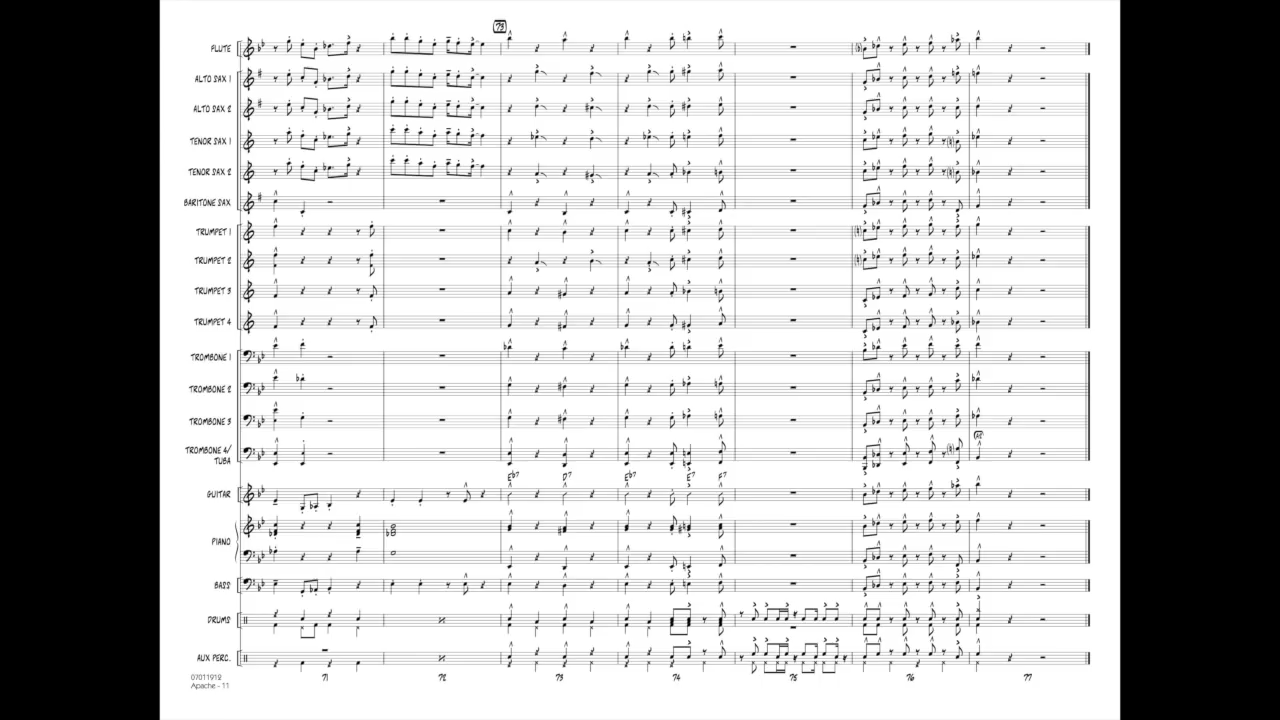 73
FLUTE
ALTO SAX 1
ALTO SAX 2
TENOR SAX 1
TENOR SAX 2
BARITONE SAX
TRUMPET 1
TRUMPET 2
TRUMPET 3
TRUMPET 4
TROMBONE 1
TROMBONE 2
TROMBONE 3
TROMBONE 4/
TUBA
Eb7 D7 Eb7 E7 F7
GUITAR
PIANO
BASS
DRUMS
AUX PERC.
07011912
71 72 73 74 75 76 77
Apache - 11